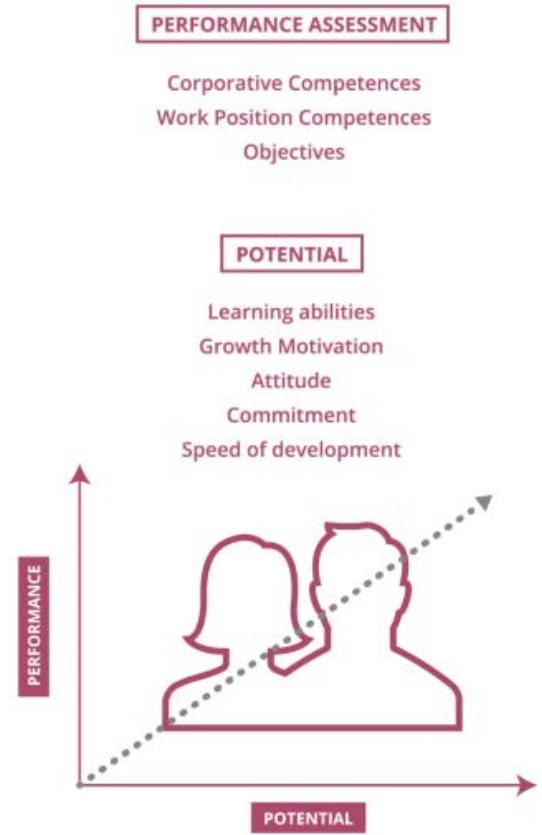 PERFORMANCE ASSESSMENT
Corporative Competences
Work Position Competences
Objectives
POTENTIAL
Learning abilities
Growth Motivation
Attitude
Commitment
Speed of development
PERFORMANCE
POTENTIAL